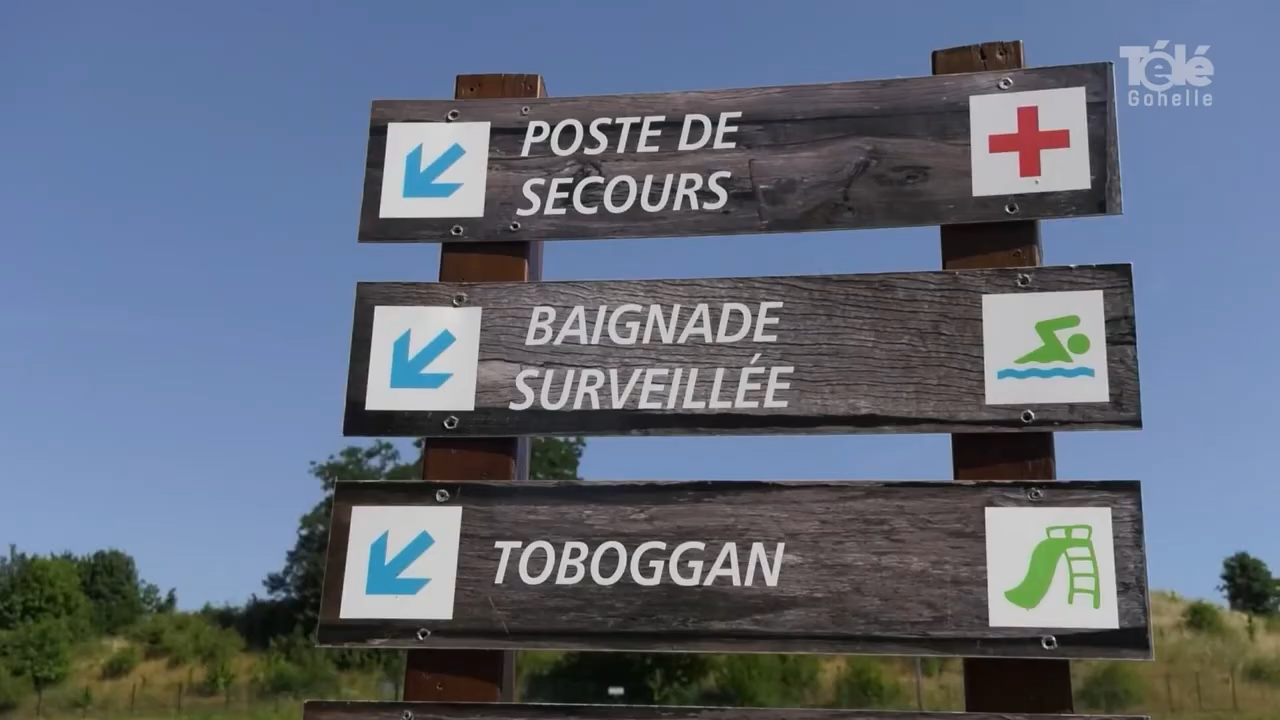 Télé
Gohelle
POSTE DE
SECOURS
BAIGNADE
SURVEILLÉE
TOBOGGAN